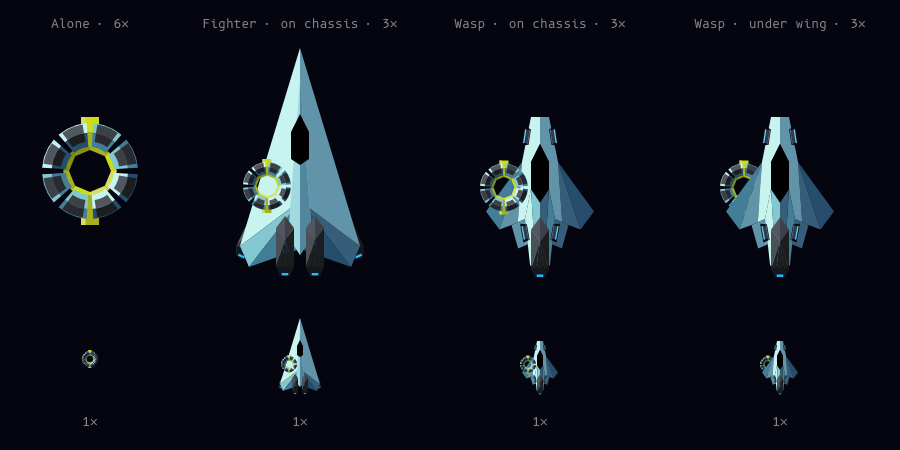 Alone · 6×
Fighter · on chassis · 3×
Wasp · on chassis · 3×
Wasp · under wing · 3×
1×
1×
1×
1×